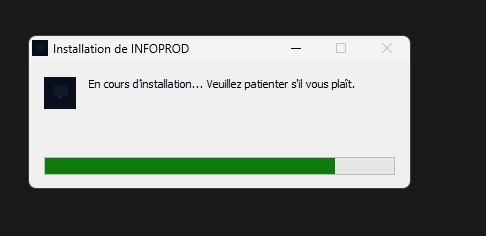 Installation de INFOPROD
En cours d'installation... Veuillez patienter s'il vous plaît.